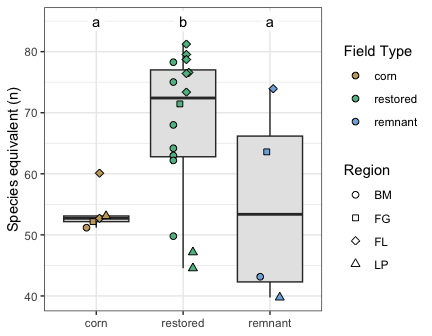 a b a
80
70
60
50
40
Species equivalent (n)
corn restored remnant
Field Type
corn
restored
remnant
Region
BM
FG
FL
LP